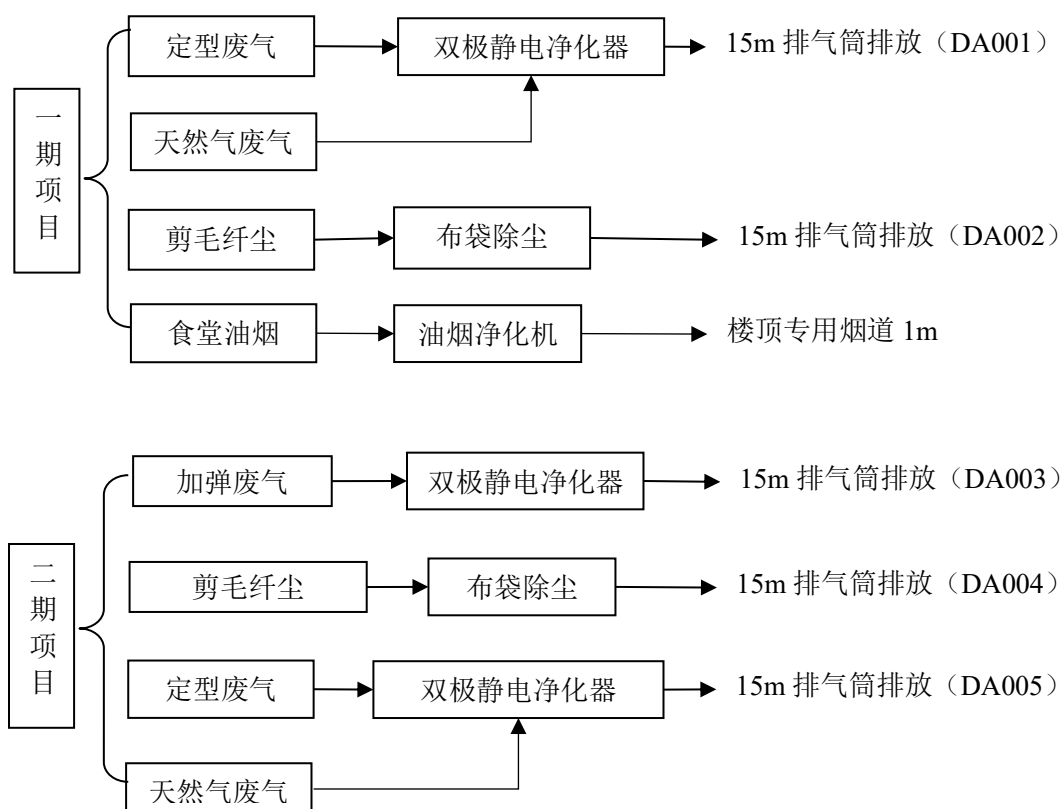 一期项目
定型废气
双极静电净化器
15m 排气筒排放（DA001）
天然气废气
剪毛纤尘
布袋除尘
15m 排气筒排放（DA002）
食堂油烟
油烟净化机
楼顶专用烟道 1m
二期项目
加弹废气
双极静电净化器
15m 排气筒排放（DA003）
剪毛纤尘
布袋除尘
15m 排气筒排放（DA004）
定型废气
双极静电净化器
15m 排气筒排放（DA005）
天然气废气